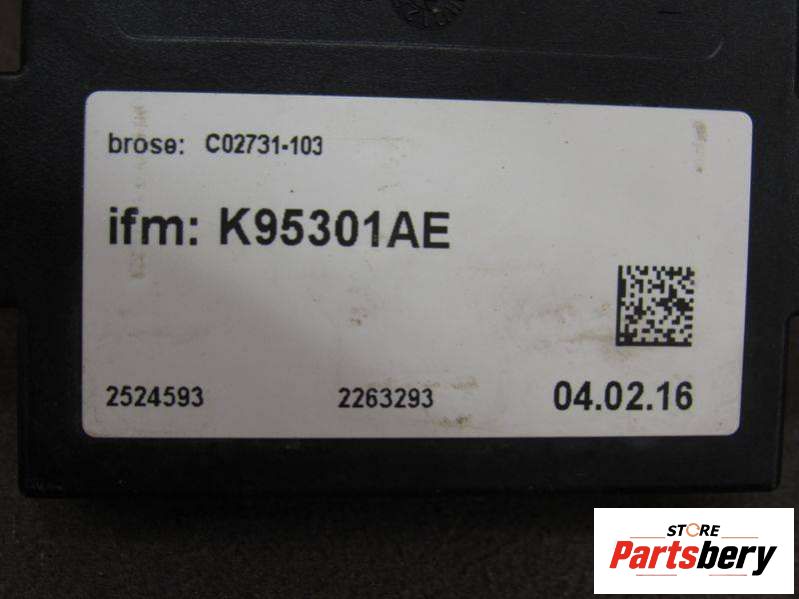 brose: C02731-103
ifm: K95301AE
2524593 2263293 04.02.16
STORE
Partsbery